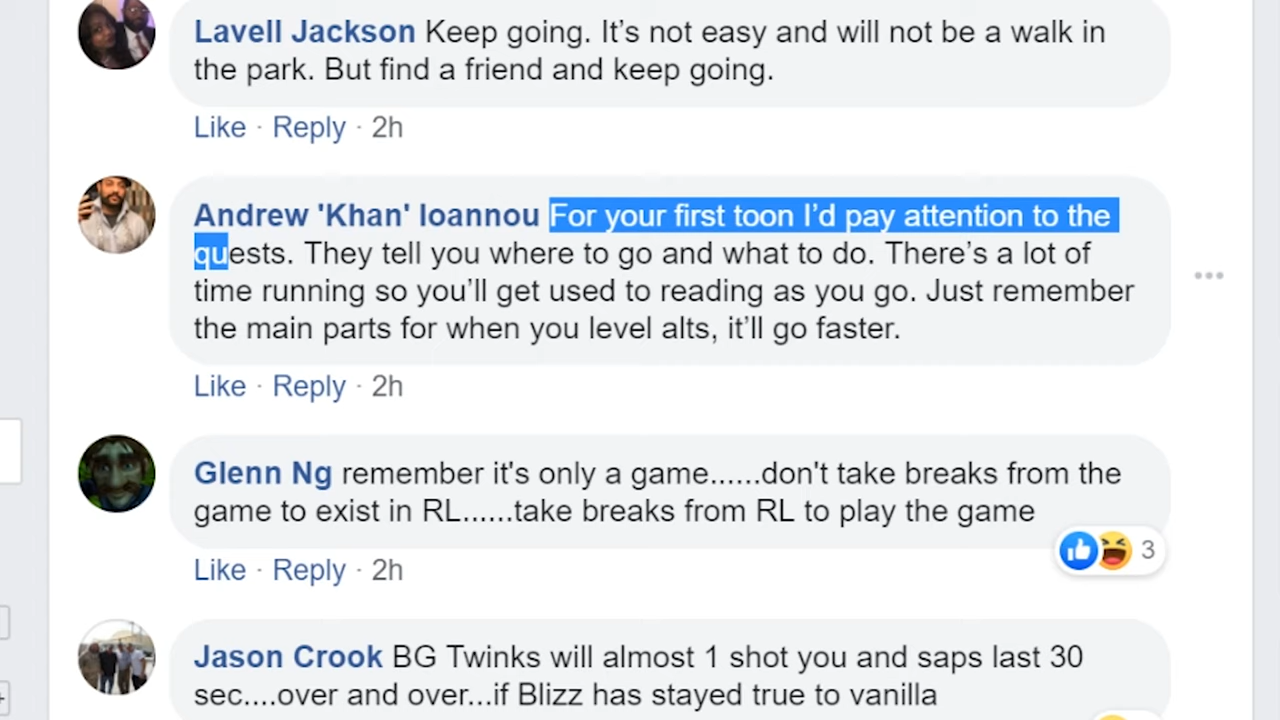 Lavell Jackson Keep going. It’s not easy and will not be a walk in
the park. But find a friend and keep going.
Like · Reply · 2h
Andrew 'Khan' Ioannou For your first toon I’d pay attention to the
quests. They tell you where to go and what to do. There’s a lot of
time running so you’ll get used to reading as you go. Just remember
the main parts for when you level alts, it’ll go faster.
Like · Reply · 2h
Glenn Ng remember it's only a game......don't take breaks from the
game to exist in RL......take breaks from RL to play the game
3
Like · Reply · 2h
Jason Crook BG Twinks will almost 1 shot you and saps last 30
sec....over and over...if Blizz has stayed true to vanilla